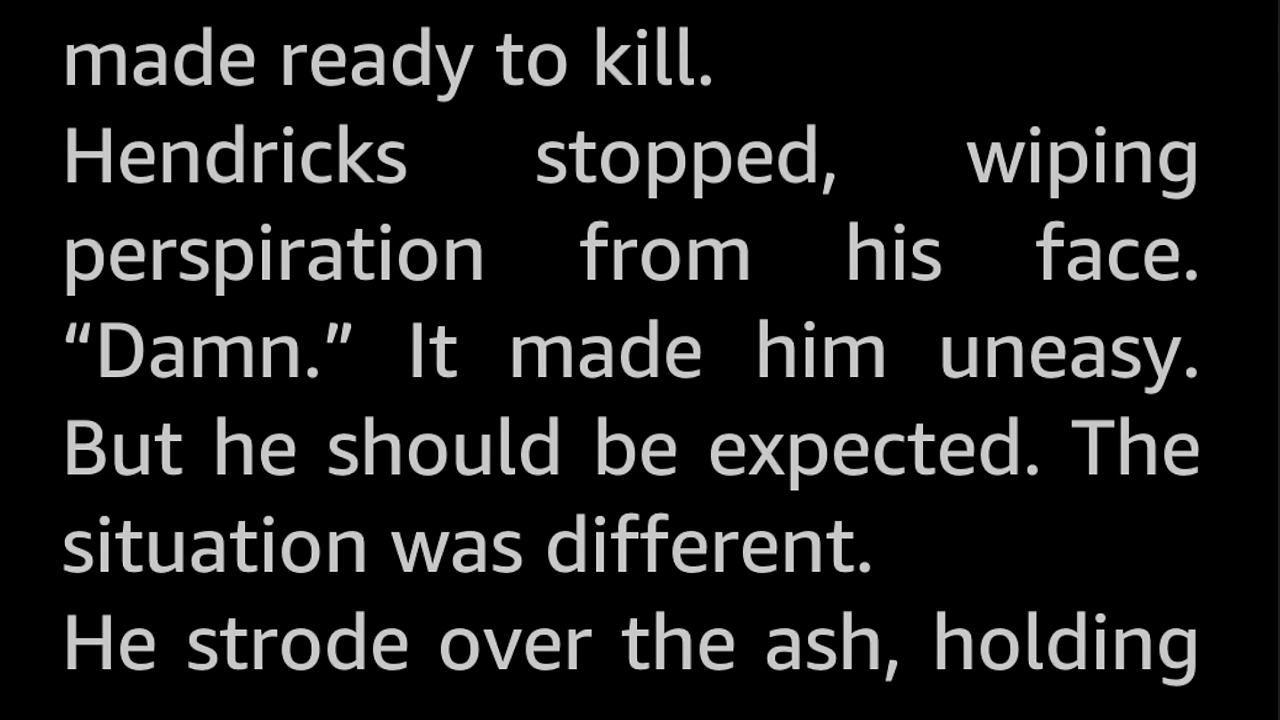 made ready to kill.
Hendricks stopped, wiping
perspiration from his face.
“Damn.” It made him uneasy.
But he should be expected. The
situation was different.
He strode over the ash, holding